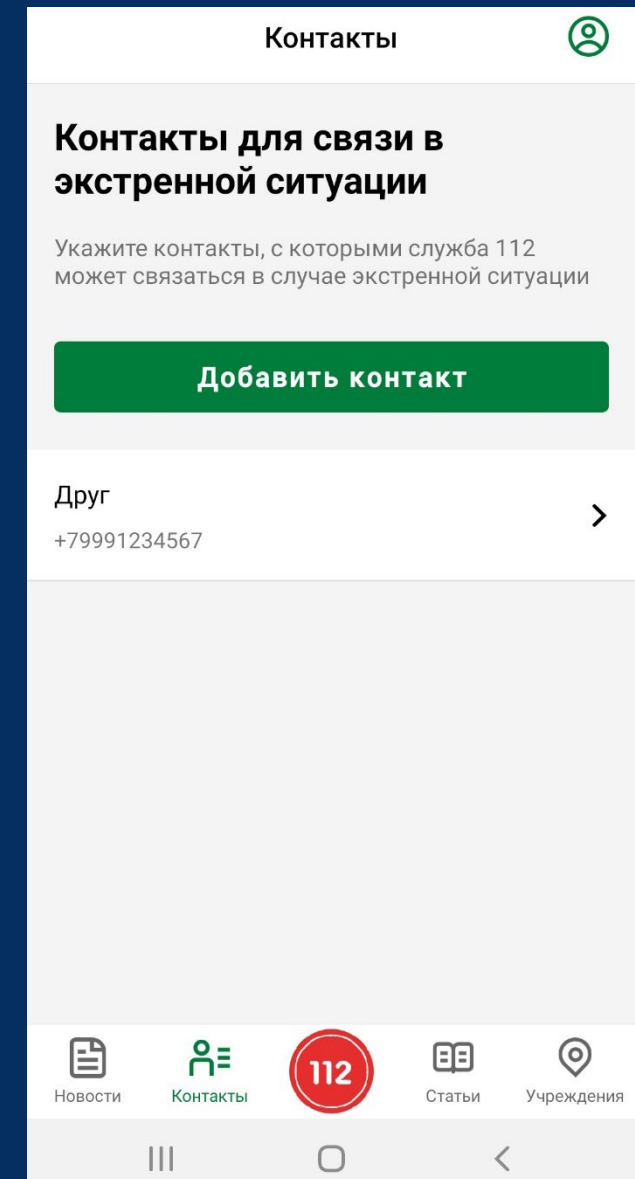 Контакты
Контакты для связи в
экстренной ситуации
Укажите контакты, с которыми служба 112
может связаться в случае экстренной ситуации
Добавить контакт
Друг
+79991234567
112
Новости Контакты Статьи Учреждения